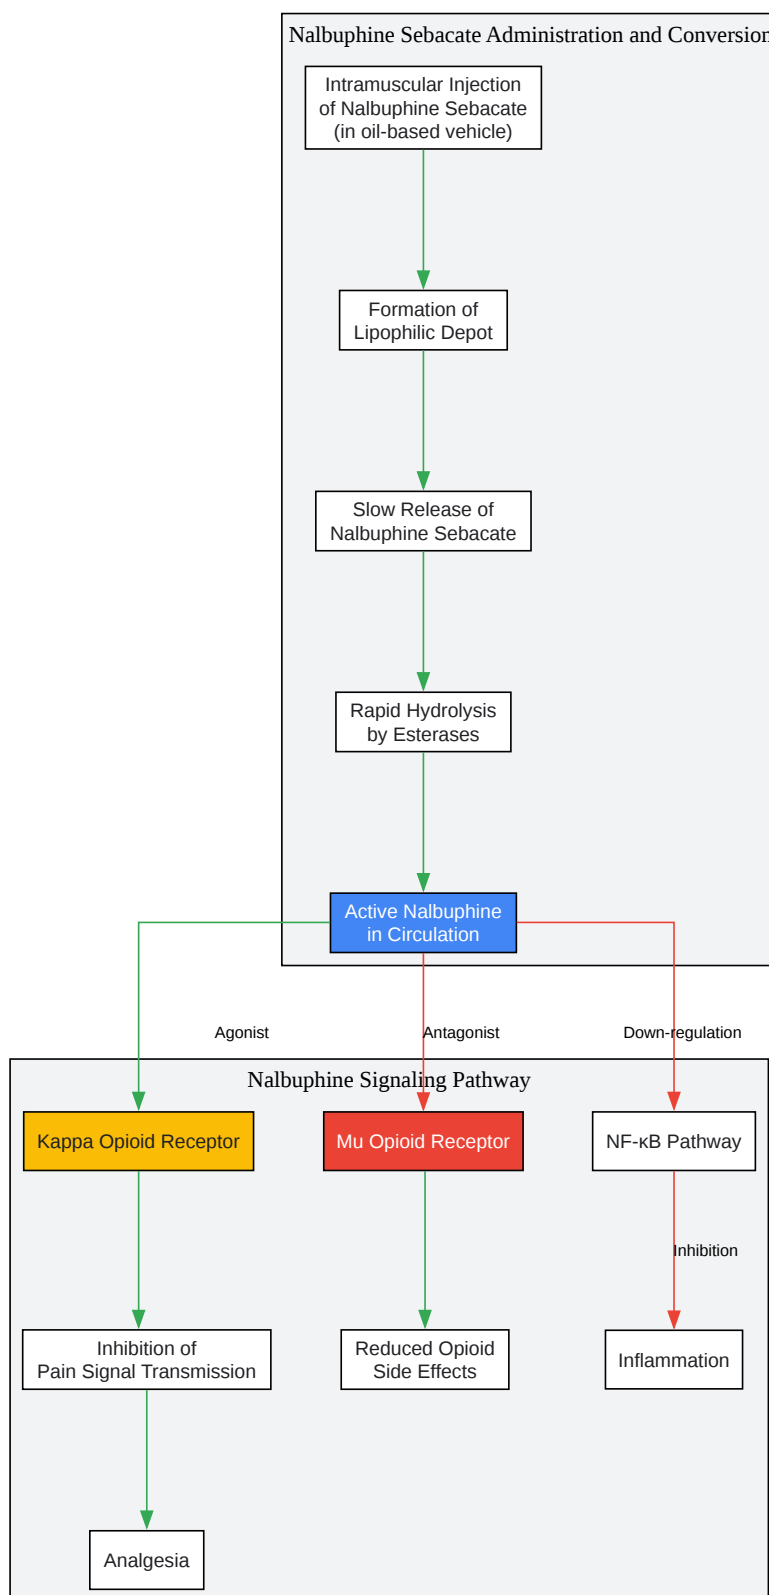 Nalbuphine Sebacate Administration and Conversion
Intramuscular Injection
of Nalbuphine Sebacate
(in oil-based vehicle)
Formation of
Lipophilic Depot
Slow Release of
Nalbuphine Sebacate
Rapid Hydrolysis
by Esterases
Active Nalbuphine
in Circulation
Agonist
Antagonist
Down-regulation
Nalbuphine Signaling Pathway
Kappa Opioid Receptor
Mu Opioid Receptor
NF-κB Pathway
Inhibition
Inhibition of
Pain Signal Transmission
Reduced Opioid
Side Effects
Inflammation
Analgesia